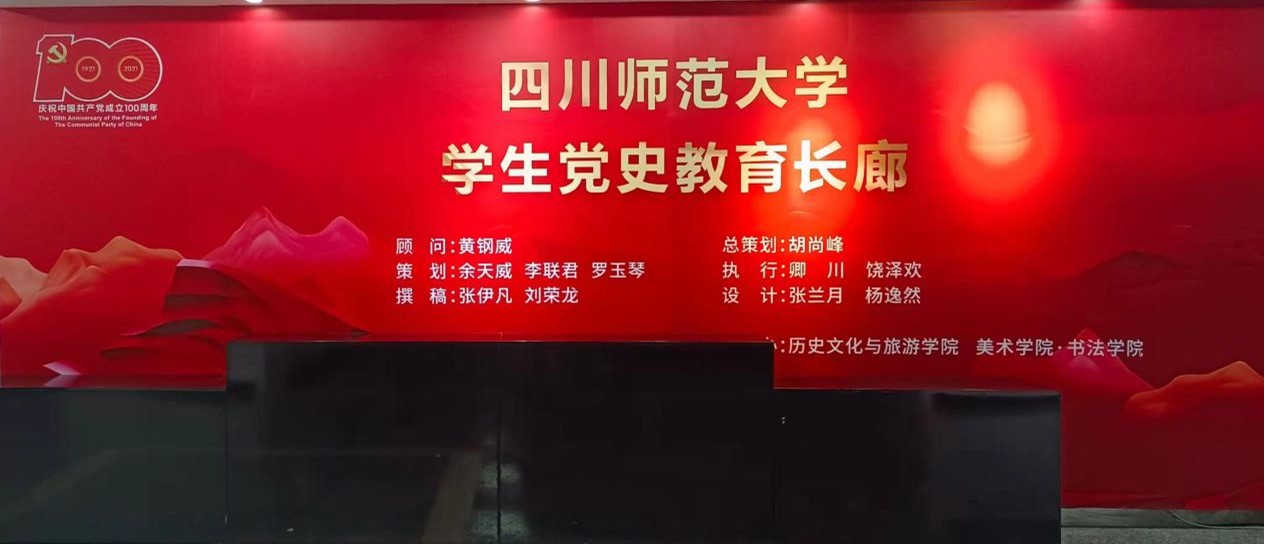 100
1921 2021
庆祝中国共产党成立100周年
The 100th Anniversary of the Founding of
The Communist Party of China
四川师范大学
学生党史教育长廊
顾 问:黄钢威
总策划:胡尚峰
策 划:余天威 李联君 罗玉琴
执 行:卿 川 饶泽欢
撰 稿:张伊凡 刘荣龙
设 计:张兰月 杨逸然
:历史文化与旅游学院 美术学院·书法学院